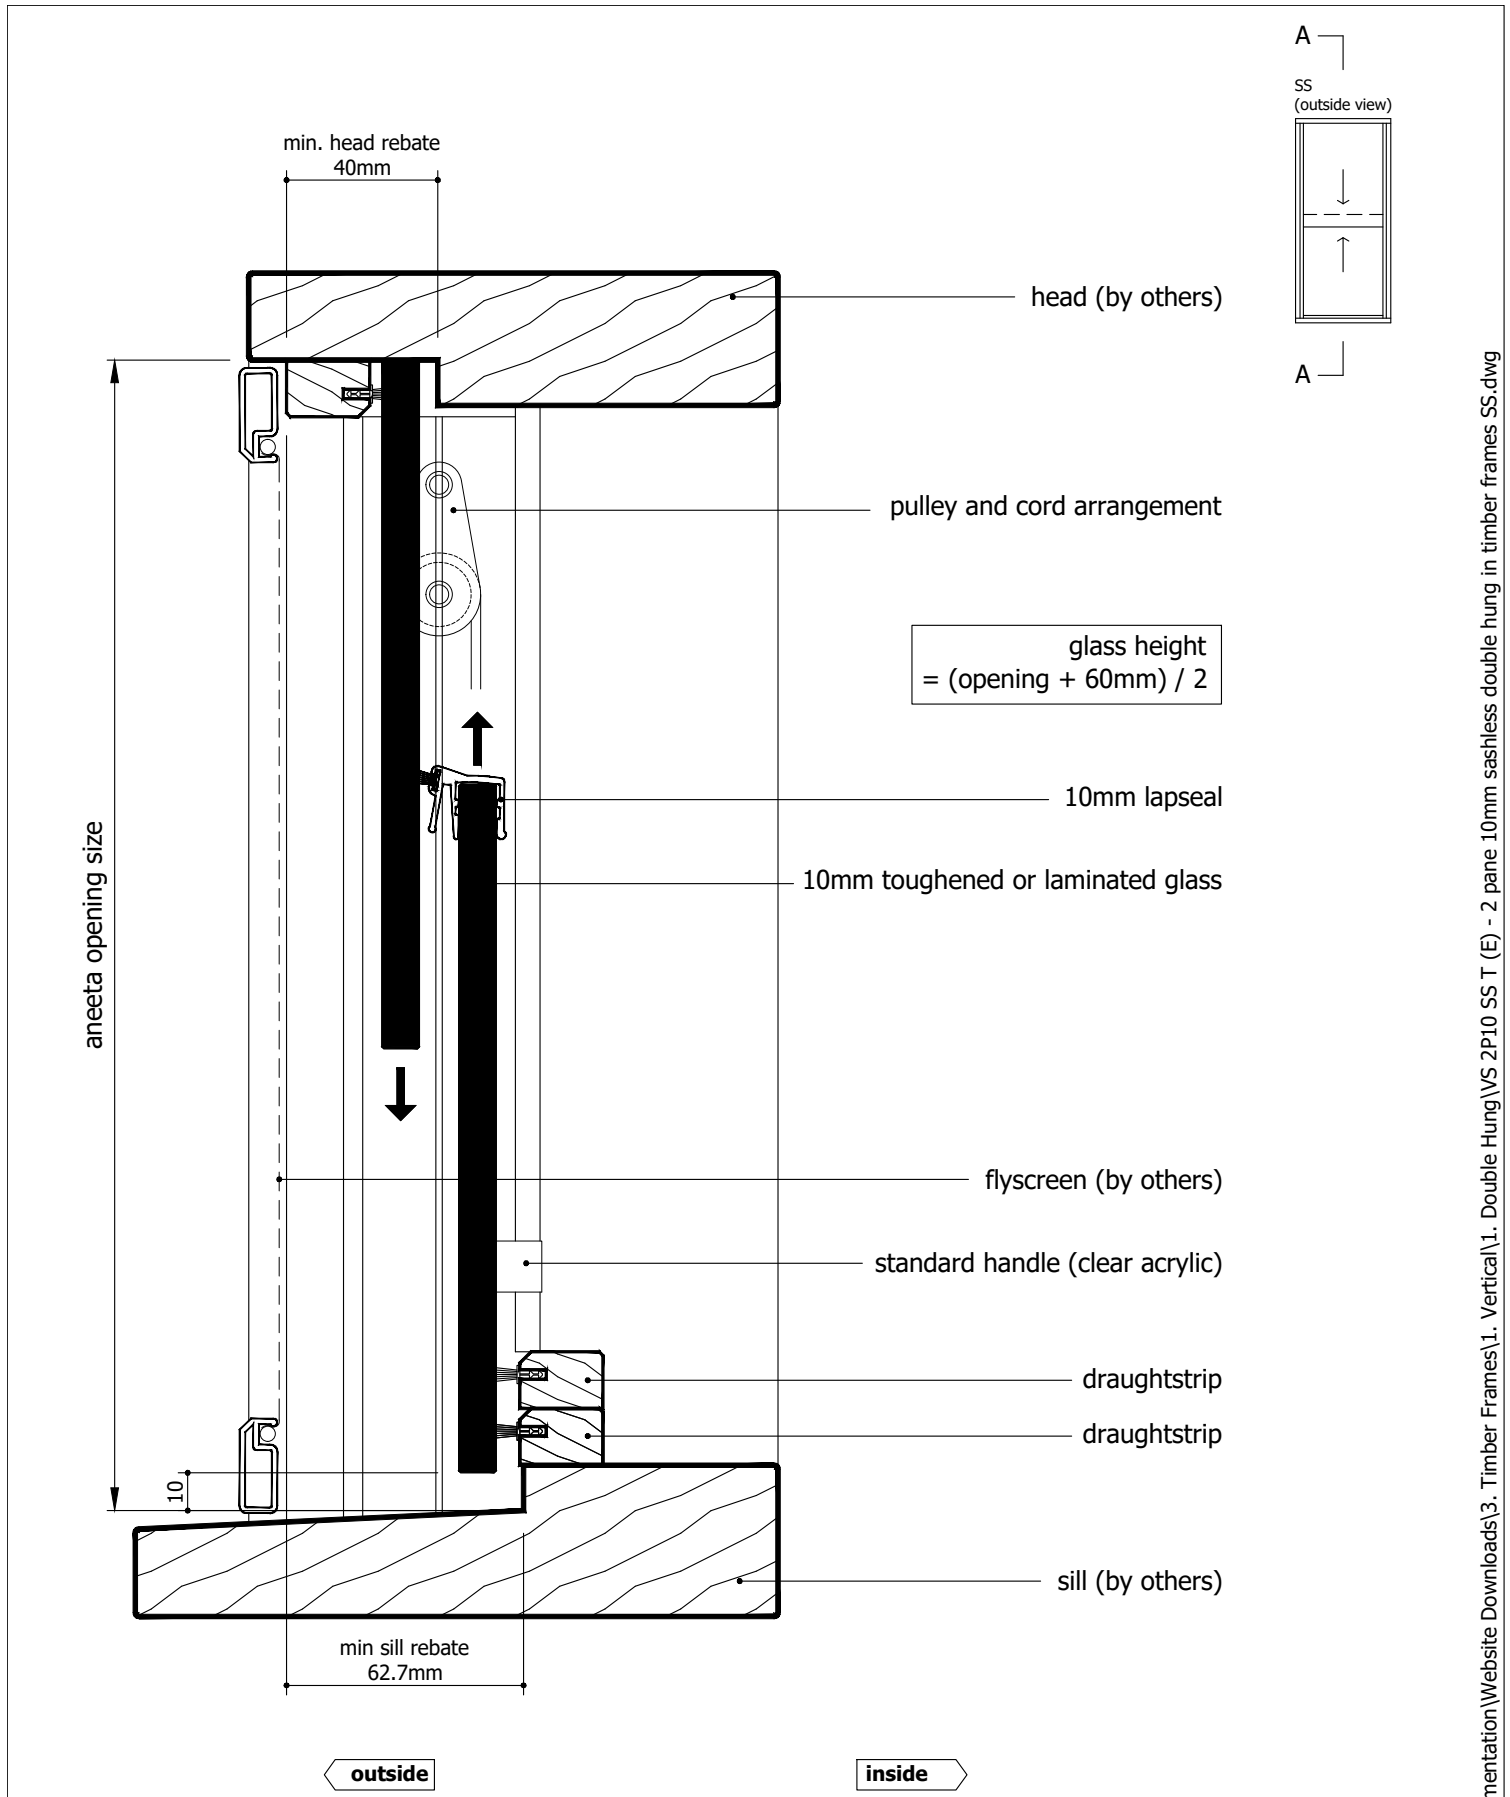 A
SS
(outside view)
A
min. head rebate
40mm
head (by others)
pulley and cord arrangement
glass height
= (opening + 60mm) / 2
10mm lapseal
10mm toughened or laminated glass
aneeta opening size
flyscreen (by others)
standard handle (clear acrylic)
draughtstrip
draughtstrip
10
sill (by others)
min sill rebate
62.7mm
outside
inside
mentation\Website Downloads\3. Timber Frames\1. Vertical\1. Double Hung\VS 2P10 SS T (E) - 2 pane 10mm sashless double hung in timber frames SS.dwg